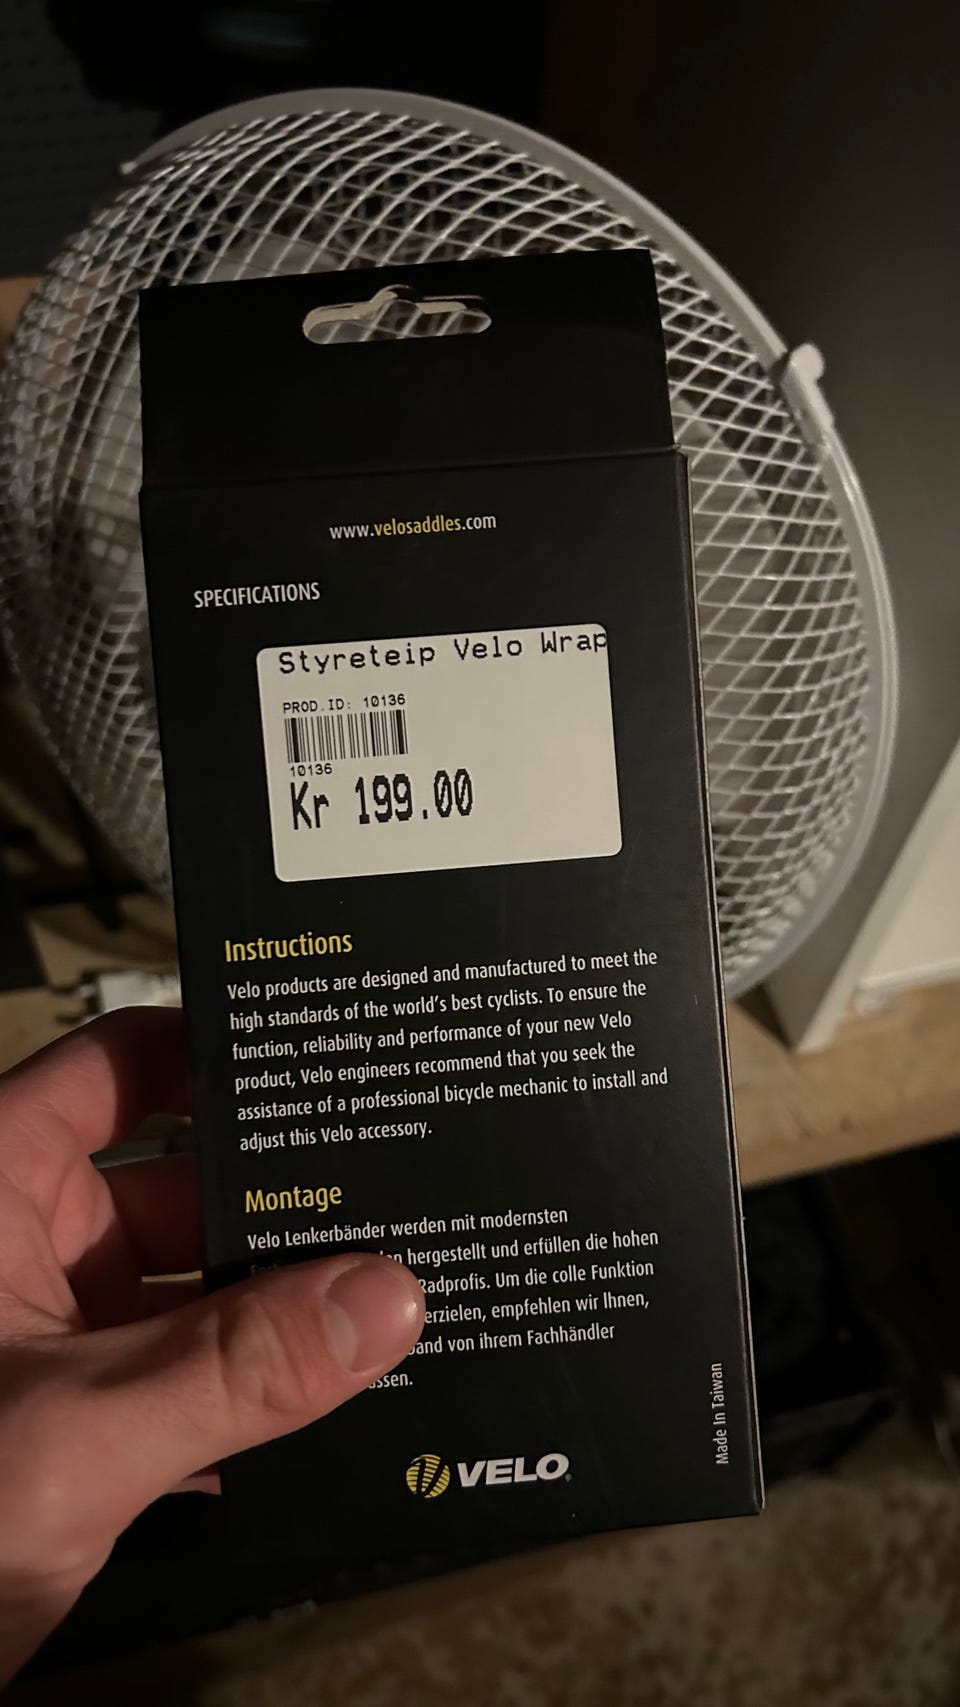 www.velosaddles.com
SPECIFICATIONS
Styreteip Velo Wrap
PROD.ID: 10136
10136
Kr 199.00
Instructions
Velo products are designed and manufactured to meet the
high standards of the world's best cyclists. To ensure the
function, reliability and performance of your new Velo
product, Velo engineers recommend that you seek the
assistance of a professional bicycle mechanic to install and
adjust this Velo accessory.
Montage
Velo Lenkerbänder werden mit modernsten
hergestellt und erfüllen die hohen
Radprofis. Um die colle Funktion
erzielen, empfehlen wir Ihnen,
von ihrem Fachhändler
Made In Taiwan
VELO